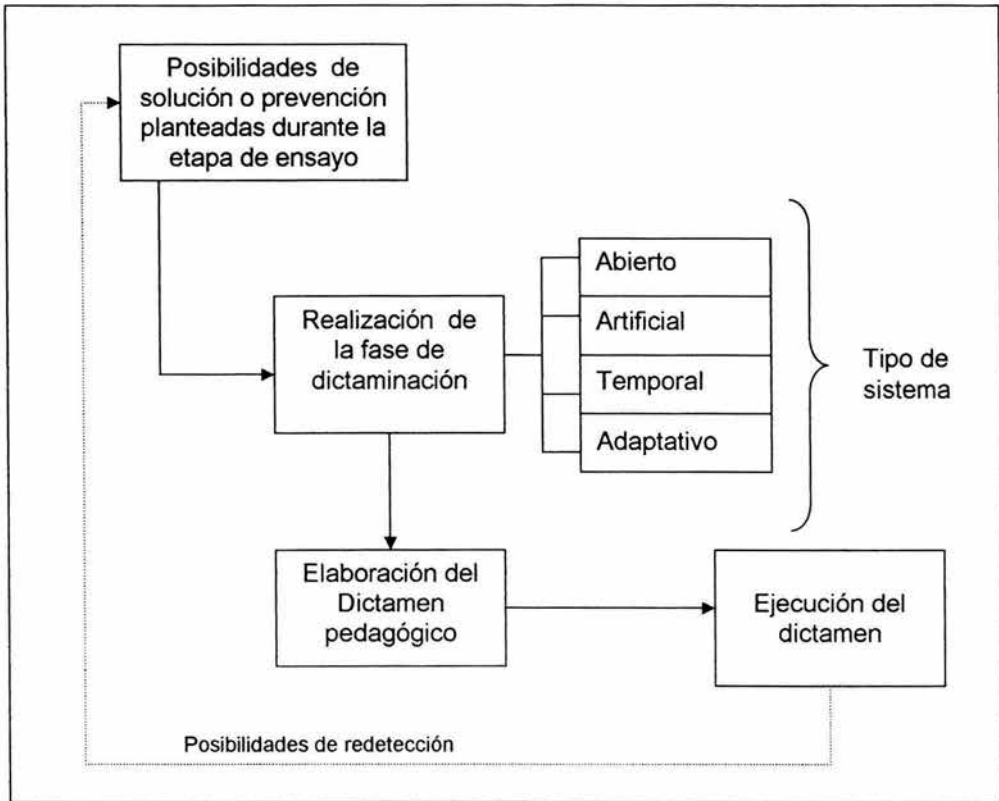 Posibilidades de
solución o prevención
planteadas durante la
etapa de ensayo
Realización de
la fase de
dictaminación
Abierto
Artificial
Temporal
Adaptativo
Tipo de
sistema
Elaboración del
Dictamen
pedagógico
Ejecución del
dictamen
Posibilidades de redetección